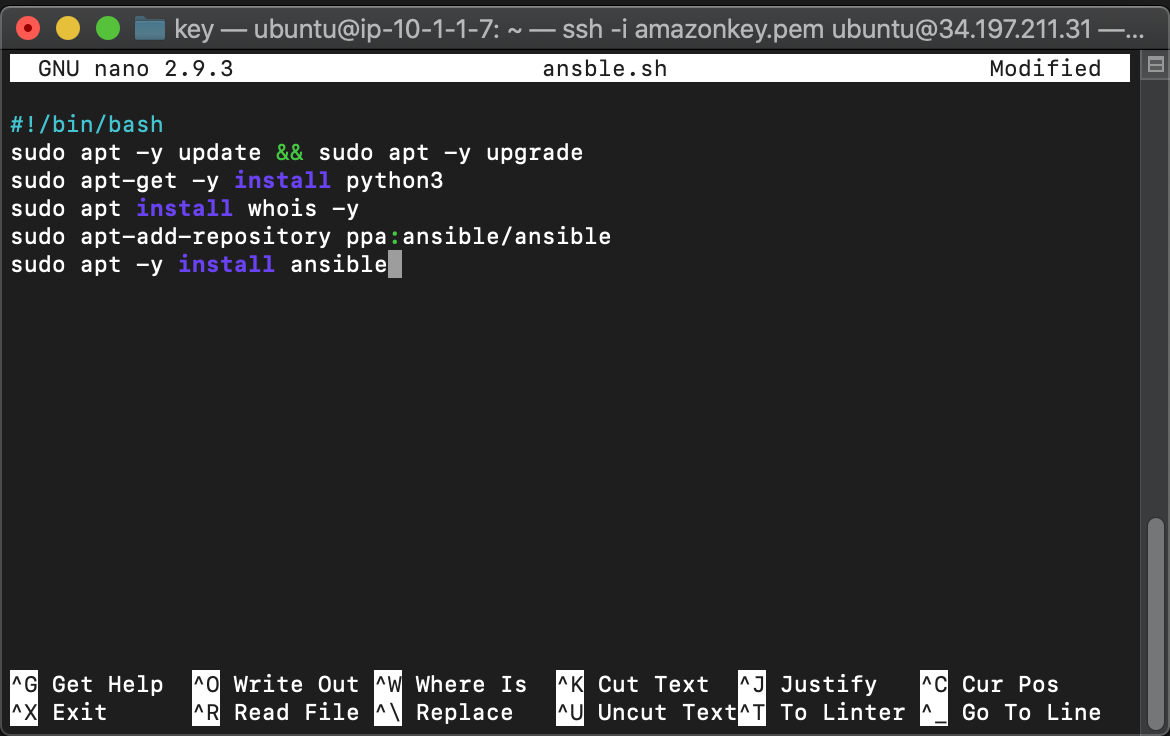 key — ubuntu@ip-10-1-1-7: ~ — ssh -i amazonkey.pem ubuntu@34.197.211.31 —...
GNU nano 2.9.3 ansble.sh Modified
#!/bin/bash
sudo apt -y update && sudo apt -y upgrade
sudo apt-get -y install python3
sudo apt install whois -y
sudo apt-add-repository ppa:ansible/ansible
sudo apt -y install ansible
^G Get Help ^O Write Out ^W Where Is ^K Cut Text ^J Justify ^C Cur Pos
^X Exit ^R Read File ^\ Replace ^U Uncut Text ^T To Linter ^_ Go To Line